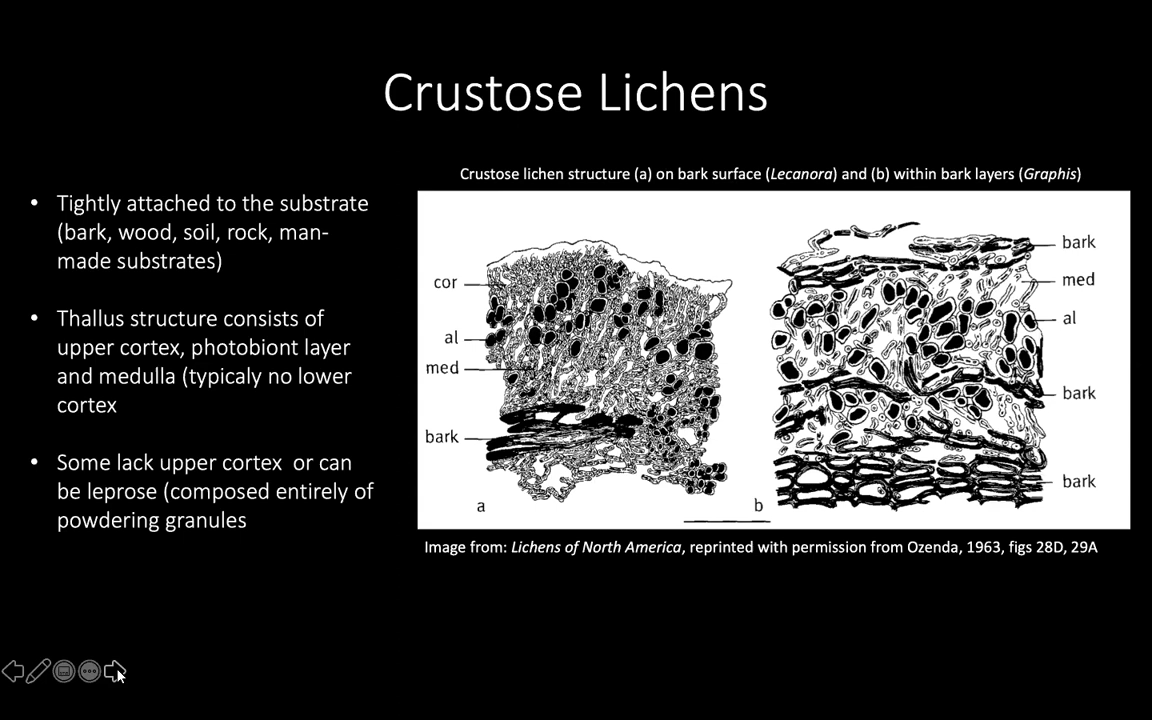 Crustose Lichens
• Tightly attached to the substrate
(bark, wood, soil, rock, man-
made substrates)
• Thallus structure consists of
upper cortex, photobiont layer
and medulla (typicaly no lower
cortex
• Some lack upper cortex or can
be leprose (composed entirely of
powdering granules
Crustose lichen structure (a) on bark surface (Lecanora) and (b) within bark layers (Graphis)
cor
al
med
bark
a
bark
med
al
bark
bark
b
Image from: Lichens of North America, reprinted with permission from Ozenda, 1963, figs 28D, 29A